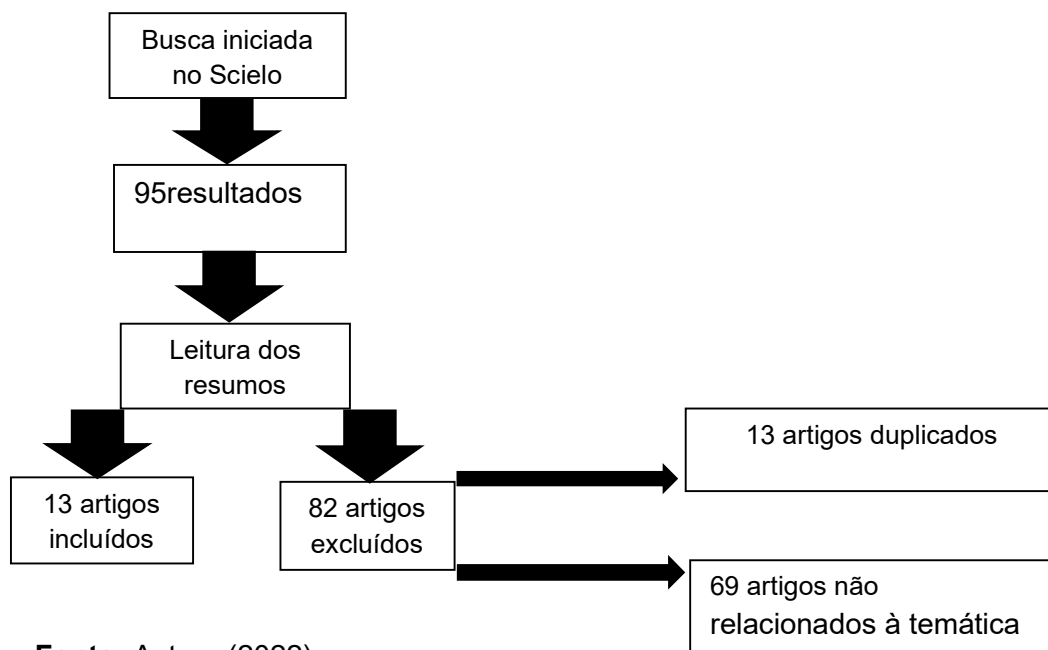 Busca iniciada
no Scielo
95resultados
Leitura dos
resumos
13 artigos
incluídos
82 artigos
excluídos
13 artigos duplicados
69 artigos não
relacionados à temática